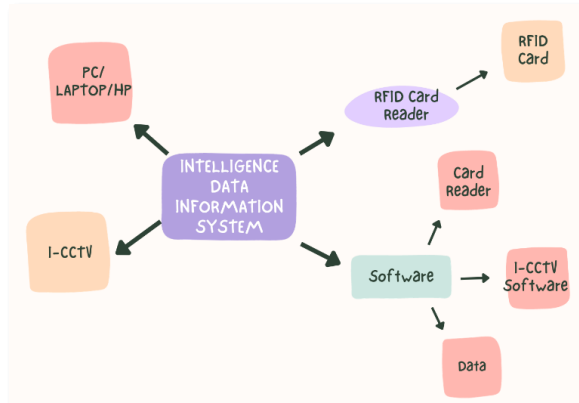 PC/
LAPTOP/HP
RFID
Card
RFID Card
Reader
INTELLIGENCE
DATA
INFORMATION
SYSTEM
Card
Reader
I-CCTV
Software
I-CCTV
Software
Data